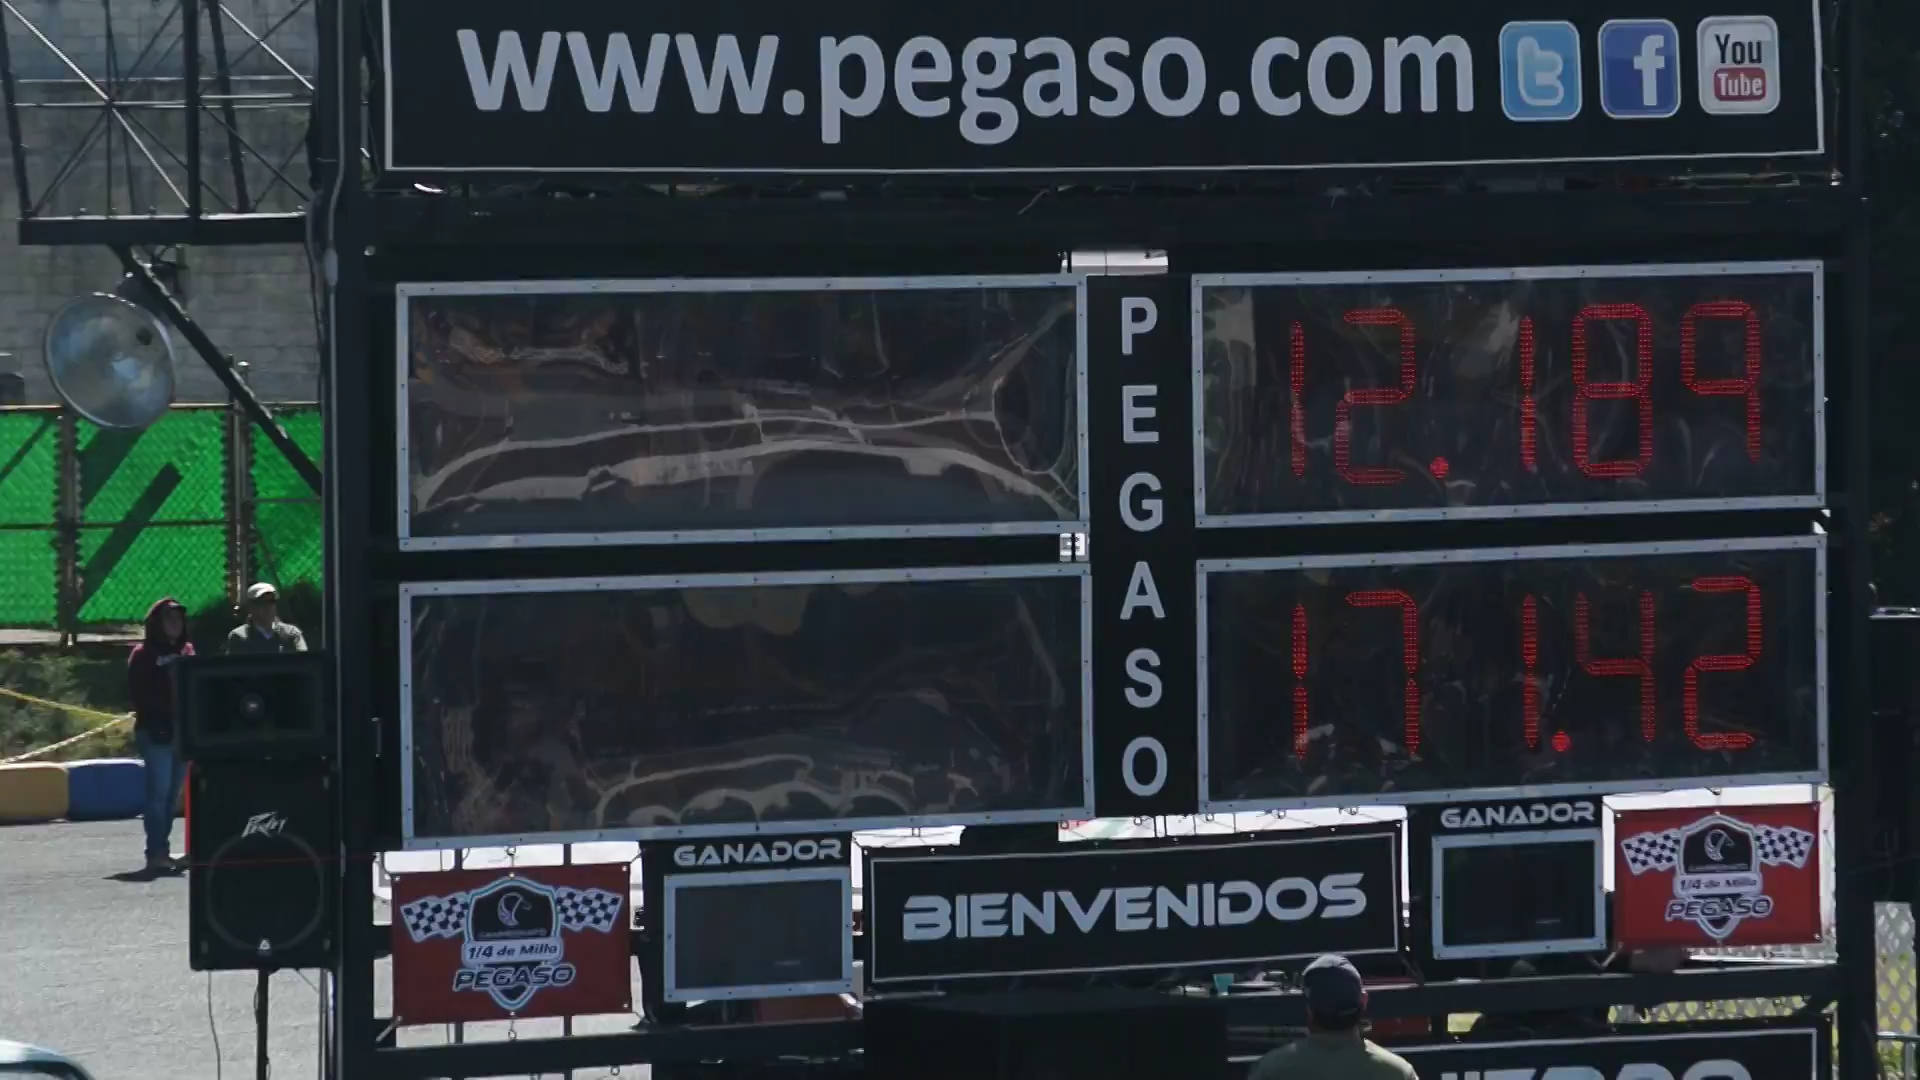 www.pegaso.com
You
Tube
PEGASO
12.189
171.42
GANADOR
GANADOR
BIENVENIDOS
1/4 de Milla
PEGASO
1/4 de Milla
PEGASO
Peavey